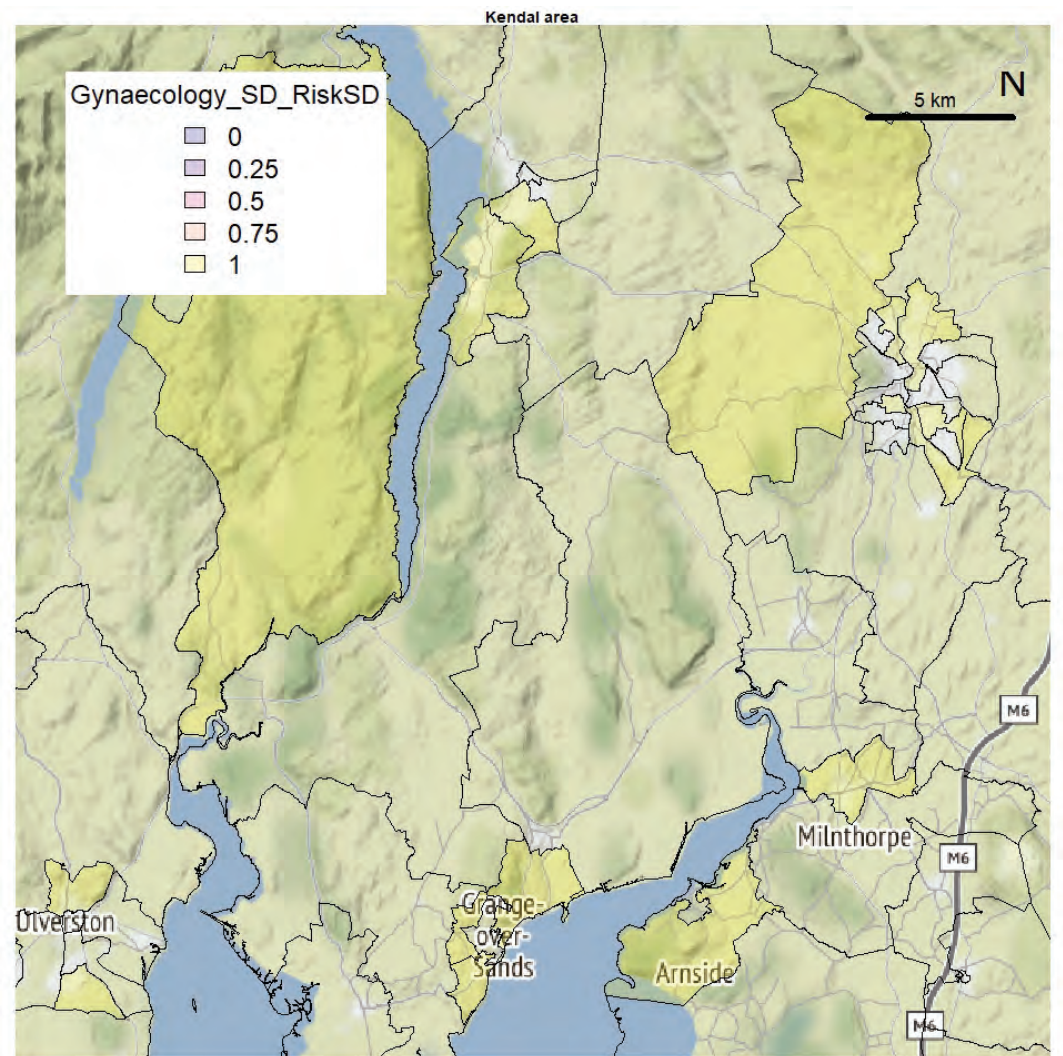 Kendal area
Gynaecology_SD_RiskSD
0
0.25
0.5
0.75
1
N
5 km
M6
Milnthorpe
M6
Ulverston
Grange-
over-
Sands
Arnside
M6